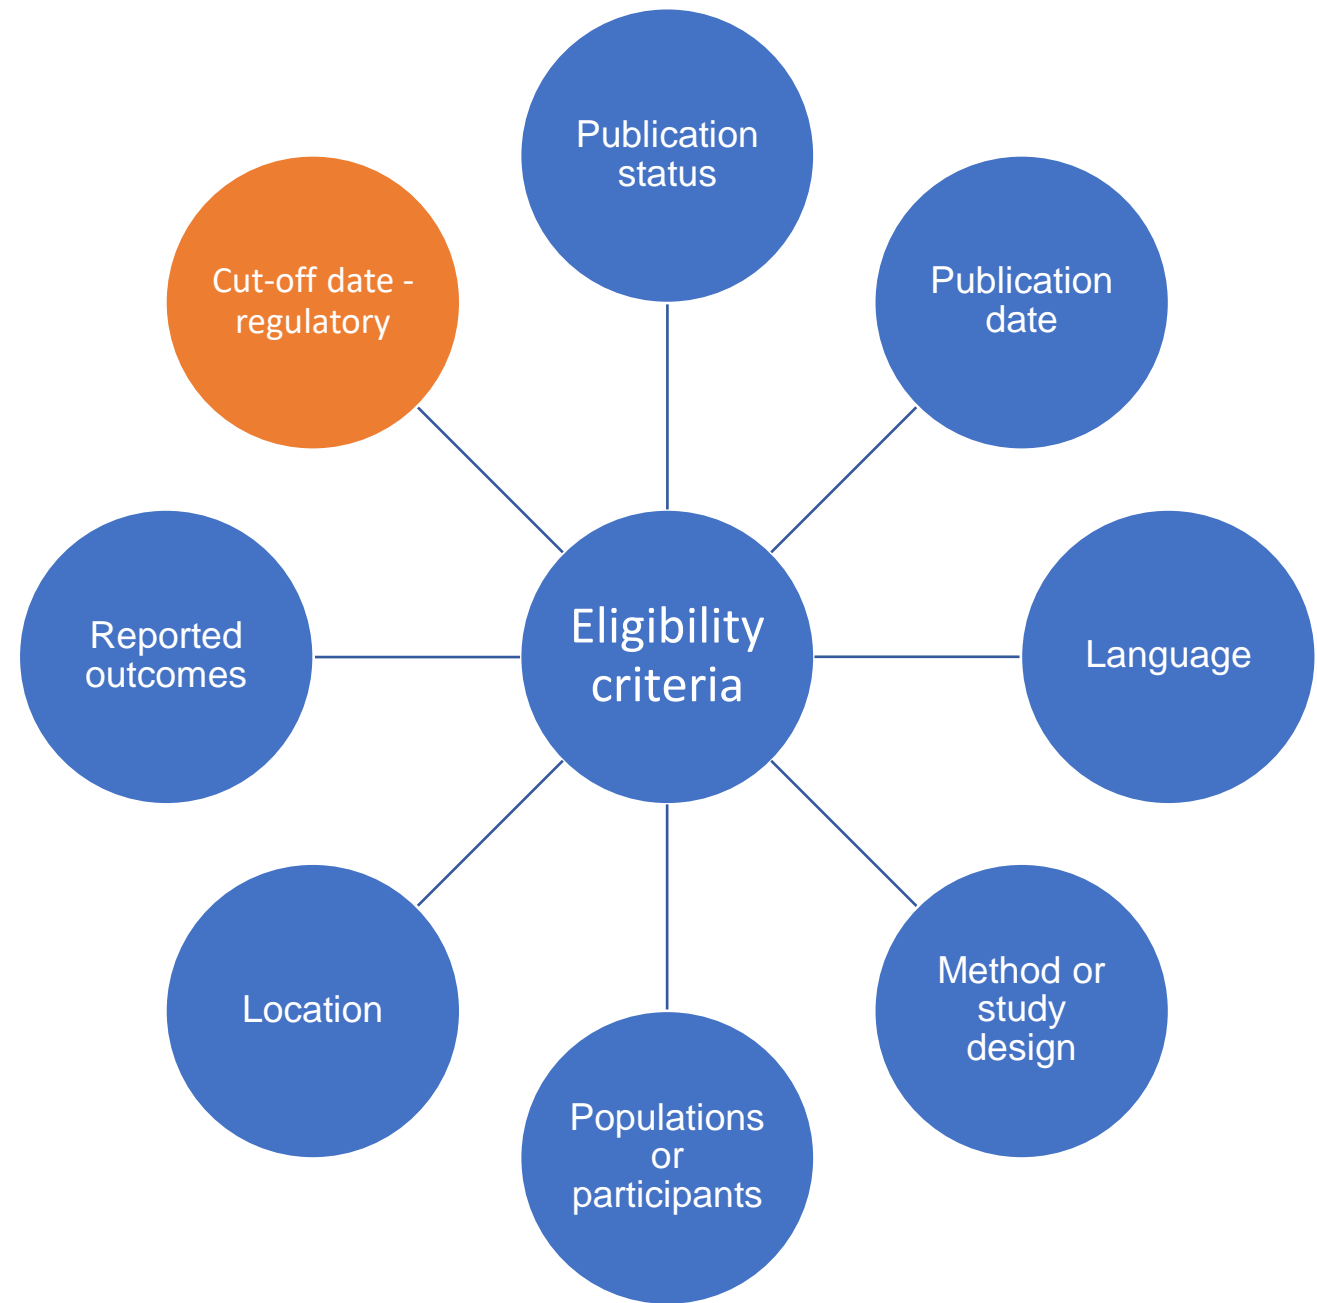 Publication
status
Publication
date
Language
Method or
study
design
Populations
or
participants
Location
Reported
outcomes
Cut-off date -
regulatory
Eligibility
criteria